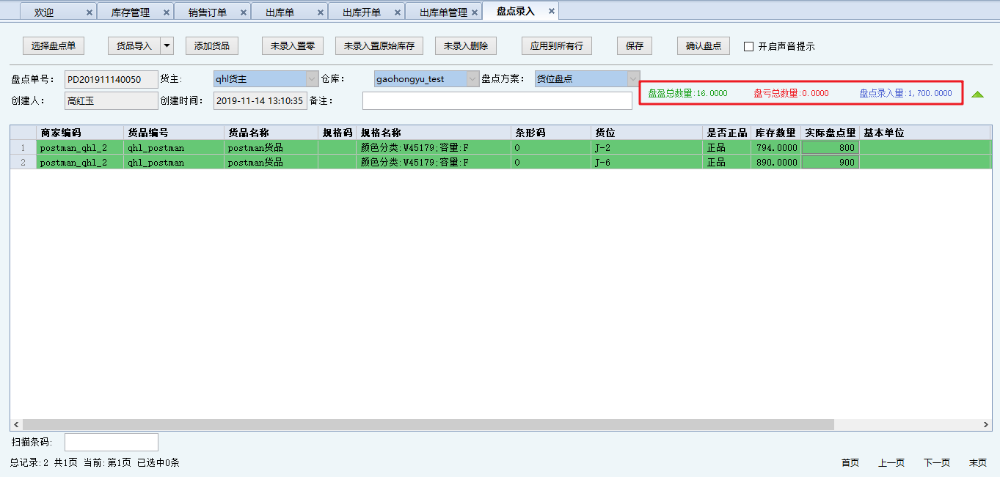 欢迎 × 库存管理 × 销售订单 × 出库单 × 出库开单 × 出库单管理 × 盘点录入 ×
选择盘点单 货品导入 添加货品 未录入置零 未录入置原始库存 未录入删除 应用到所有行 保存 确认盘点 开启声音提示
盘点单号: PD201911140050 货主: qhl货主 仓库: gaohongyu_test 盘点方案: 货位盘点
盘盈总数量:16.0000 盘亏总数量:0.0000 盘点录入量:1,700.0000
创建人: 高红玉 创建时间: 2019-11-14 13:10:35 备注:
商家编码 货品编号 货品名称 规格码 规格名称 条形码 货位 是否正品 库存数量 实际盘点量 基本单位
1 postman_qhl_2 qhl_postman postman货品 颜色分类:W45179;容量:F 0 J-2 正品 794.0000 800
2 postman_qhl_2 qhl_postman postman货品 颜色分类:W45179;容量:F 0 J-6 正品 890.0000 900
扫描条码:
总记录:2 共1页 当前:第1页 已选中0条 首页 上一页 下一页 末页